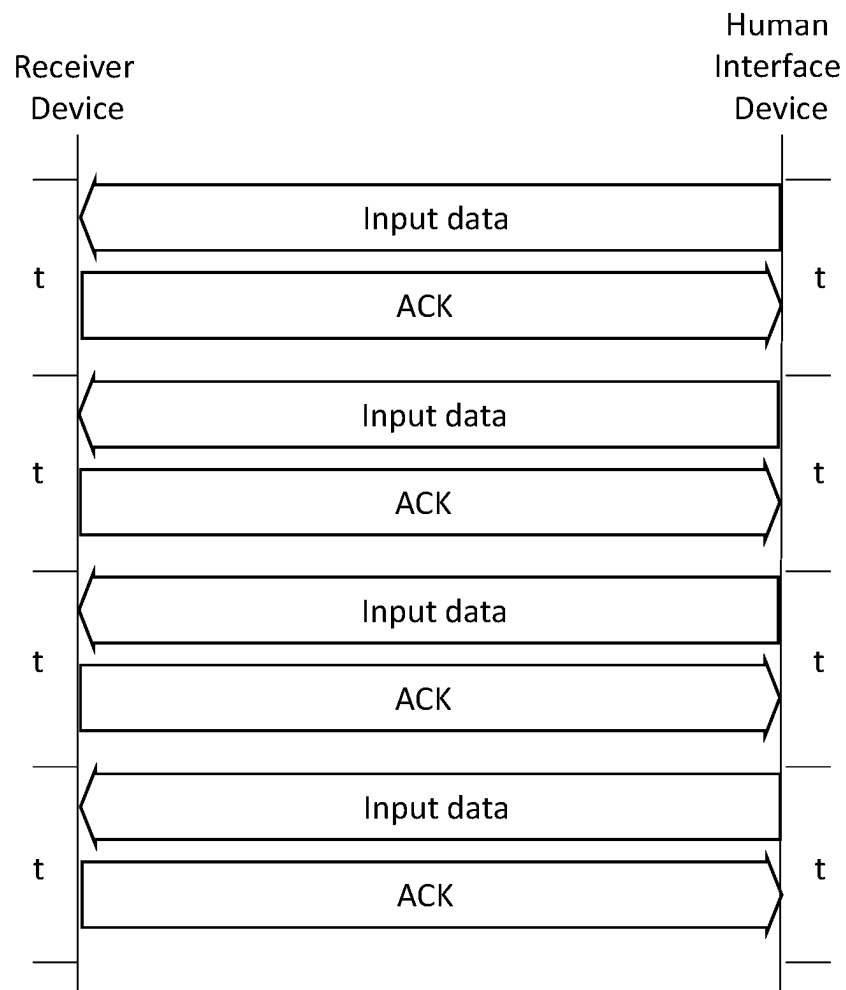 Receiver
Device
Human
Interface
Device
Input data
t
t
ACK
Input data
t
t
ACK
Input data
t
t
ACK
Input data
t
t
ACK